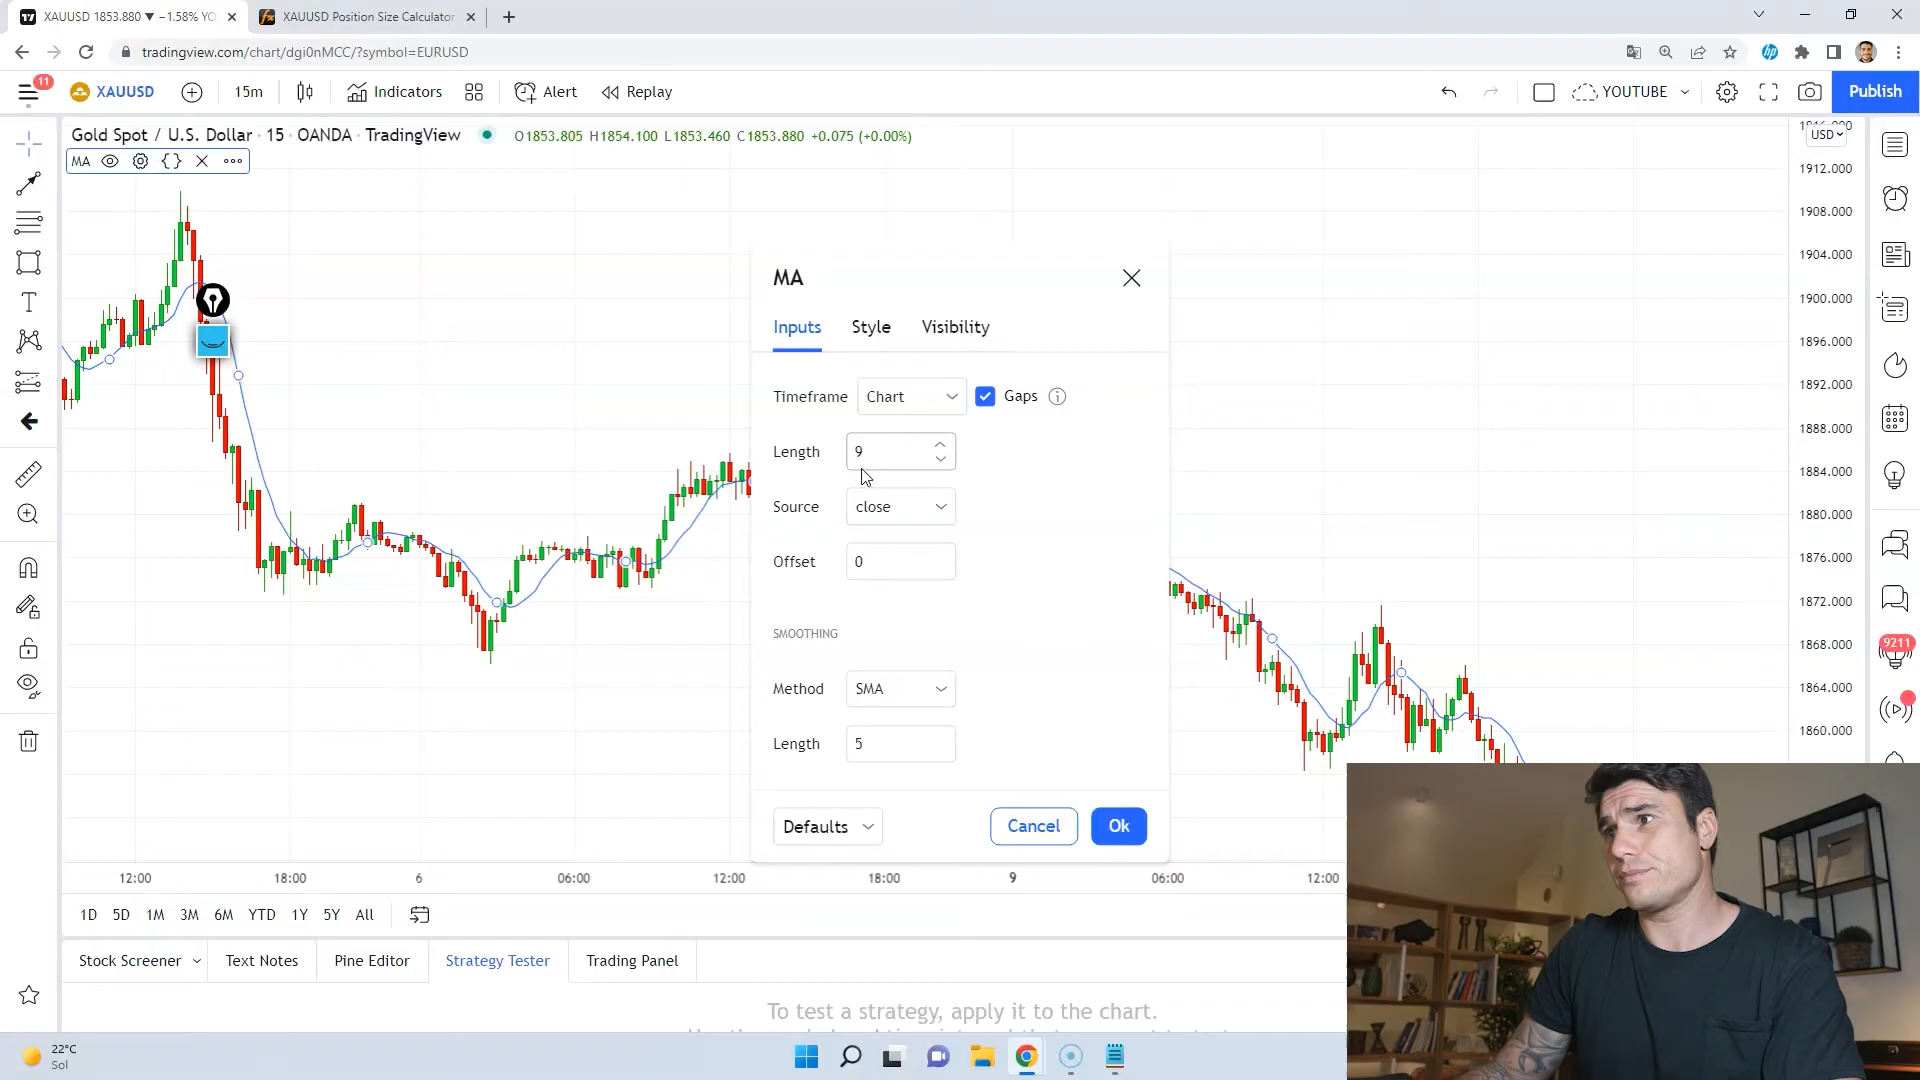 XAUUSD 1853.880 ▼ −1.58% YO
XAUUSD Position Size Calculator
tradingview.com/chart/dgi0nMCC/?symbol=EURUSD
11
XAUUSD
15m
Indicators
Alert
Replay
YOUTUBE
Publish
Gold Spot / U.S. Dollar · 15 · OANDA · TradingView
O1853.805 H1854.100 L1853.460 C1853.880 +0.075 (+0.00%)
USD
MA
1912.000
1908.000
1904.000
1900.000
1896.000
1892.000
1888.000
1884.000
1880.000
1876.000
1872.000
1868.000
1864.000
1860.000
9211
MA
Inputs Style Visibility
Timeframe Chart Gaps
Length 9
Source close
Offset 0
SMOOTHING
Method SMA
Length 5
Defaults Cancel Ok
12:00 18:00 6 06:00 12:00 18:00 9 06:00 12:00
1D 5D 1M 3M 6M YTD 1Y 5Y All
Stock Screener Text Notes Pine Editor Strategy Tester Trading Panel
To test a strategy, apply it to the chart.
22°C
Sol